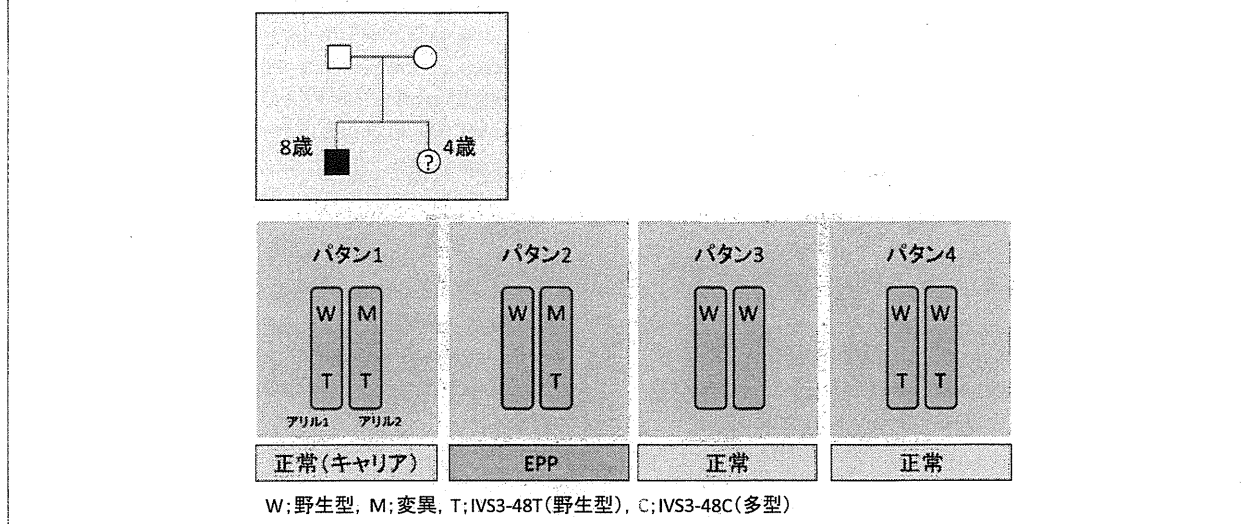 8歳 ? 4歳
パタン1 パタン2 パタン3 パタン4
W M W M W W W W
T T T T T
アリル1 アリル2
正常(キャリア) EPP 正常 正常
W;野生型, M;変異, T;IVS3-48T(野生型), C;IVS3-48C(多型)